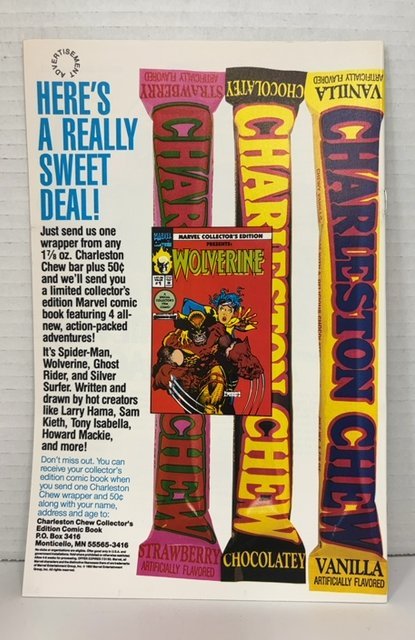 ADVERTISEMENT
HERE'S
A REALLY
SWEET
DEAL!
Just send us one
wrapper from any
1⅞ oz. Charleston
Chew bar plus 50¢
and we'll send you
a limited collector's
edition Marvel comic
book featuring 4 all-
new, action-packed
adventures!
It's Spider-Man,
Wolverine, Ghost
Rider, and Silver
Surfer. Written and
drawn by hot creators
like Larry Hama, Sam
Kieth, Tony Isabella,
Howard Mackie,
and more!
Don't miss out. You can
receive your collector's
edition comic book when
you send one Charleston
Chew wrapper and 50¢
along with your name,
address and age to:
Charleston Chew Collector's
Edition Comic Book
P.O. Box 3416
Monticello, MN 55565-3416
STRAWBERRY
ARTIFICIALLY FLAVORED
CHARLESTON CHEW
STRAWBERRY
ARTIFICIALLY FLAVORED
CHOCOLATEY
CHARLESTON CHEW
CHOCOLATEY
VANILLA
ARTIFICIALLY FLAVORED
CHARLESTON CHEW
VANILLA
ARTIFICIALLY FLAVORED
MARVEL COLLECTOR'S EDITION
PRESENTS:
WOLVERINE
MARVEL
COMICS
#1